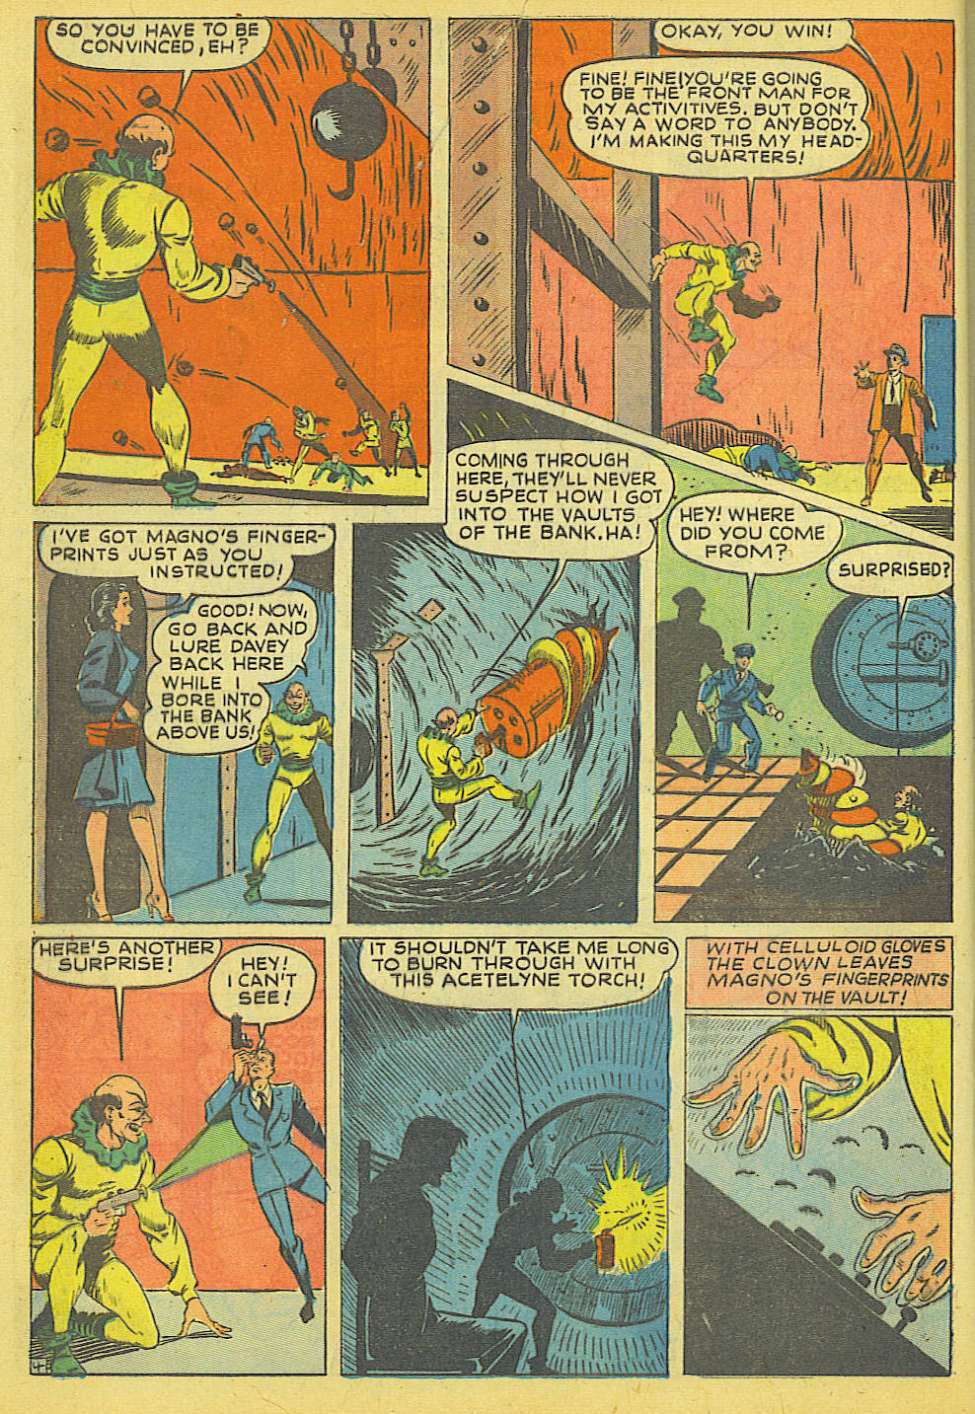 SO YOU HAVE TO BE
CONVINCED, EH?
OKAY, YOU WIN!
FINE! FINE! YOU'RE GOING
TO BE THE FRONT MAN FOR
MY ACTIVITIES. BUT DON'T
SAY A WORD TO ANYBODY.
I'M MAKING THIS MY HEAD-
QUARTERS!
I'VE GOT MAGNO'S FINGER-
PRINTS JUST AS YOU
INSTRUCTED!
GOOD! NOW,
GO BACK AND
LURE DAVEY
BACK HERE
WHILE I
BORE INTO
THE BANK
ABOVE US!
COMING THROUGH
HERE, THEY'LL NEVER
SUSPECT HOW I GOT
INTO THE VAULTS
OF THE BANK. HA!
HEY! WHERE
DID YOU COME
FROM?
SURPRISED?
HERE'S ANOTHER
SURPRISE!
HEY!
I CAN'T
SEE!
IT SHOULDN'T TAKE ME LONG
TO BURN THROUGH WITH
THIS ACETELYNE TORCH!
WITH CELLULOID GLOVES
THE CLOWN LEAVES
MAGNO'S FINGERPRINTS
ON THE VAULT!